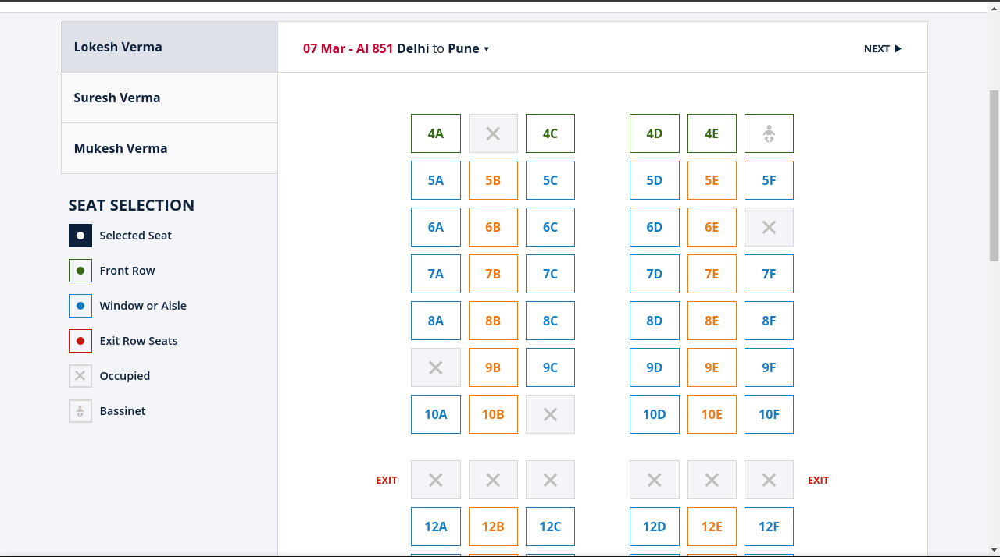 Lokesh Verma
Suresh Verma
Mukesh Verma
SEAT SELECTION
Selected Seat
Front Row
Window or Aisle
Exit Row Seats
Occupied
Bassinet
07 Mar - AI 851 Delhi to Pune ▾
NEXT ▶
4A 4C 4D 4E
5A 5B 5C 5D 5E 5F
6A 6B 6C 6D 6E
7A 7B 7C 7D 7E 7F
8A 8B 8C 8D 8E 8F
9B 9C 9D 9E 9F
10A 10B 10D 10E 10F
EXIT EXIT
12A 12B 12C 12D 12E 12F